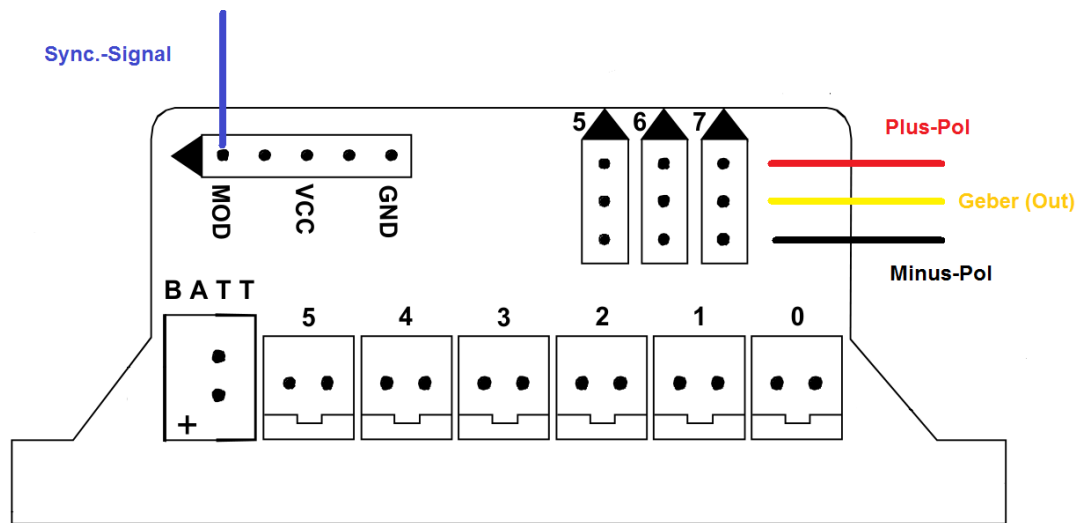 Sync.-Signal
5 6 7
Plus-Pol
MOD
VCC
GND
Geber (Out)
Minus-Pol
BATT
5 4 3 2 1 0
+